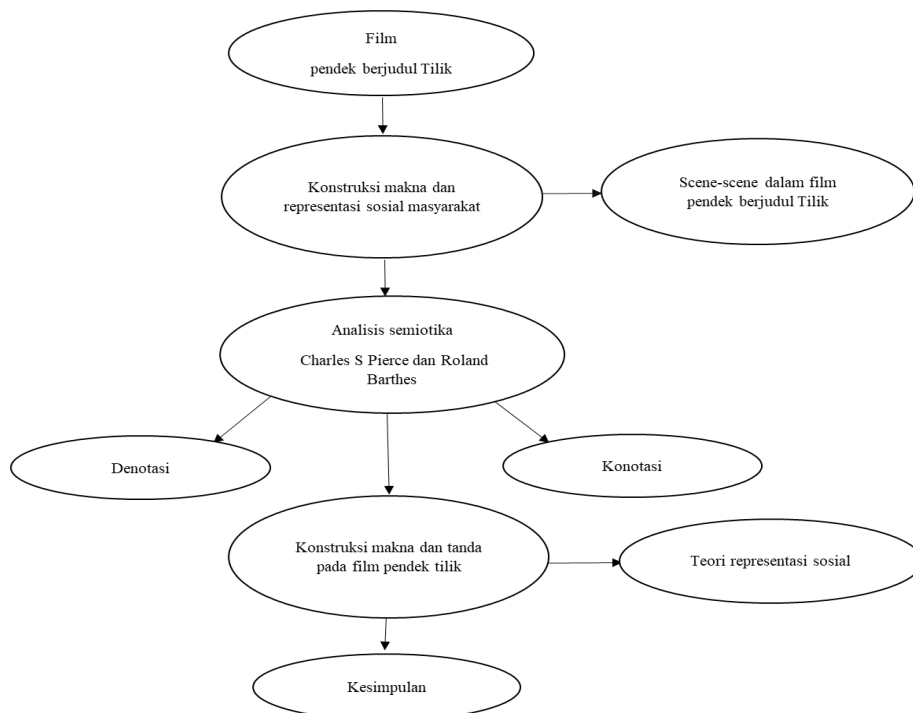 Film
pendek berjudul Tilik
Konstruksi makna dan
representasi sosial masyarakat
Scene-scene dalam film
pendek berjudul Tilik
Analisis semiotika
Charles S Pierce dan Roland
Barthes
Denotasi
Konotasi
Konstruksi makna dan tanda
pada film pendek tilik
Teori representasi sosial
Kesimpulan